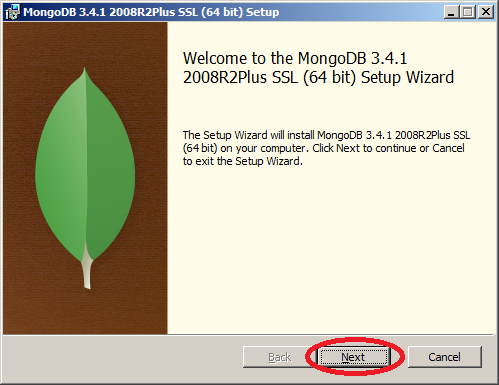 MongoDB 3.4.1 2008R2Plus SSL (64 bit) Setup
Welcome to the MongoDB 3.4.1
2008R2Plus SSL (64 bit) Setup Wizard
The Setup Wizard will install MongoDB 3.4.1 2008R2Plus SSL
(64 bit) on your computer. Click Next to continue or Cancel
to exit the Setup Wizard.
Back Next Cancel